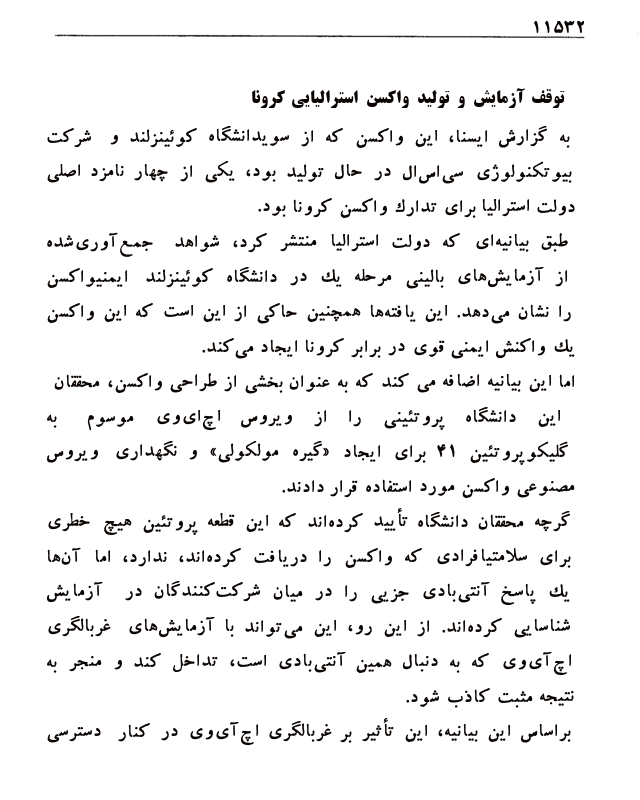 ۱۱۵۳۲
توقف آزمایش و تولید واکسن استرالیایی کرونا
به گزارش ایسنا، این واکسن که از سویدانشگاه کوئینزلند و شرکت
بیوتکنولوژی سی‌اس‌ال در حال تولید بود، یکی از چهار نامزد اصلی
دولت استرالیا برای تدارك واکسن کرونا بود.
طبق بیانیه‌ای که دولت استرالیا منتشر کرد، شواهد جمع‌آوری‌شده
از آزمایش‌های بالینی مرحله یك در دانشگاه کوئینزلند ایمنیواکسن
را نشان می‌دهد. این یافته‌ها همچنین حاکی از این است که این واکسن
یك واکنش ایمنی قوی در برابر کرونا ایجاد می‌کند.
اما این بیانیه اضافه می کند که به عنوان بخشی از طراحی واکسن، محققان
این دانشگاه پروتئینی را از ویروس اچ‌ای‌وی موسوم به
گلیکوپروتئین ۴۱ برای ایجاد «گیره مولکولی» و نگهداری ویروس
مصنوعی واکسن مورد استفاده قرار دادند.
گرچه محققان دانشگاه تأیید کرده‌اند که این قطعه پروتئین هیچ خطری
برای سلامتیافرادی که واکسن را دریافت کرده‌اند، ندارد، اما آن‌ها
یك پاسخ آنتی‌بادی جزیی را در میان شرکت‌کنندگان در آزمایش
شناسایی کرده‌اند. از این رو، این می‌تواند با آزمایش‌های غربالگری
اچ‌آی‌وی که به دنبال همین آنتی‌بادی است، تداخل کند و منجر به
نتیجه مثبت کاذب شود.
براساس این بیانیه، این تأثیر بر غربالگری اچ‌آی‌وی در کنار دسترسی